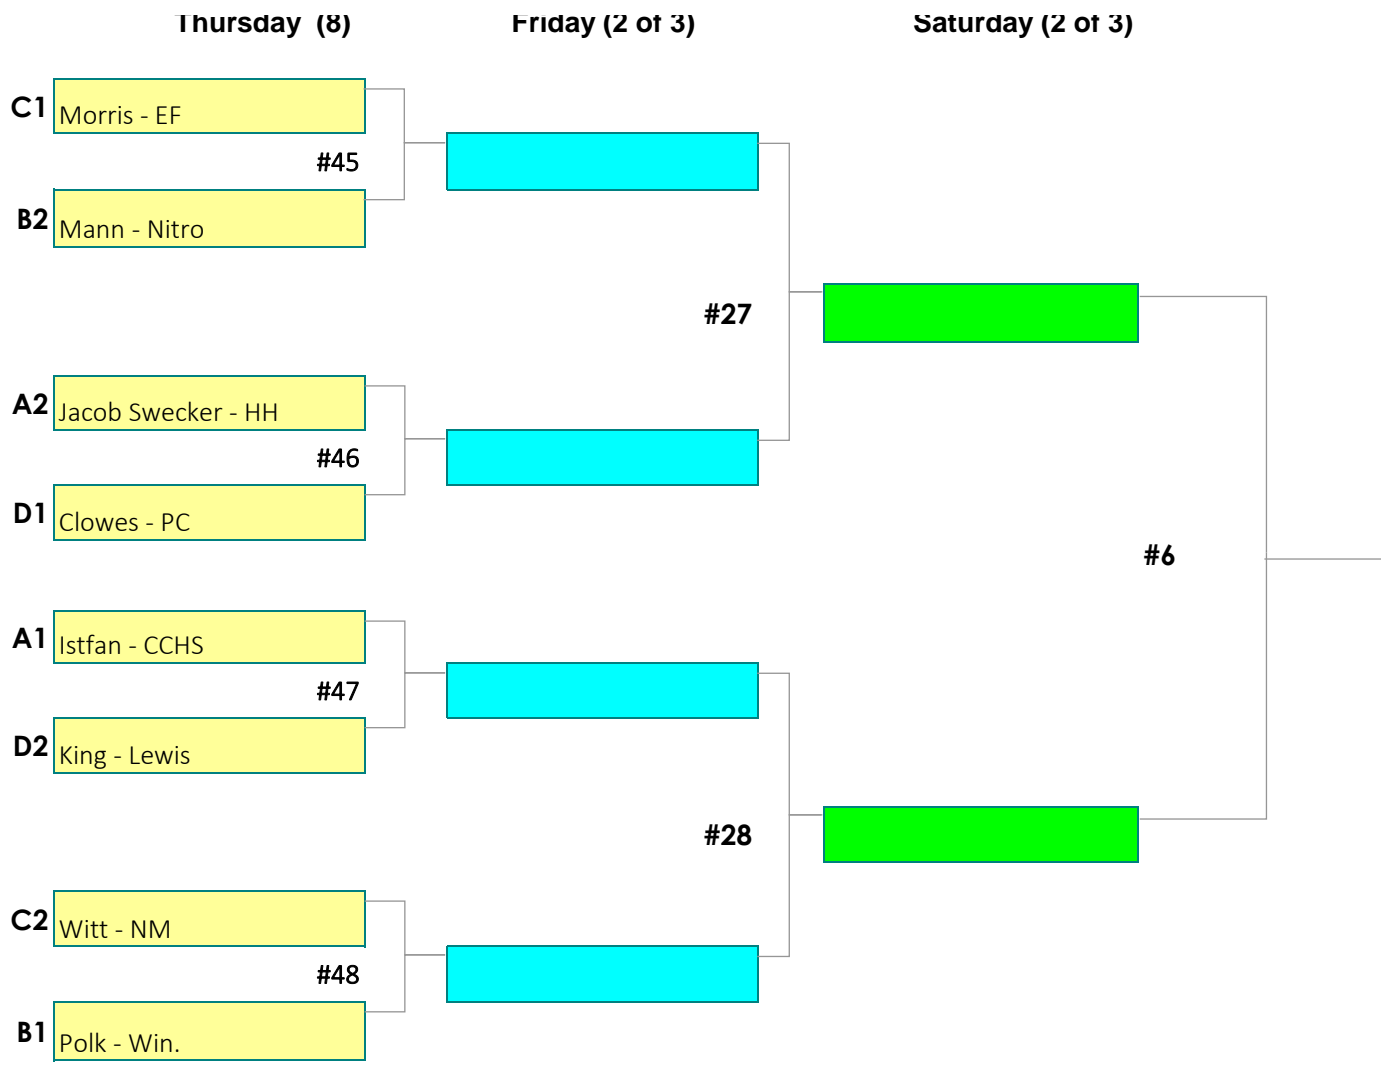 Thursday  (8)
Friday (2 of 3)
Saturday (2 of 3)
C1
Morris - EF
#45
B2
Mann - Nitro
#27
A2
Jacob Swecker - HH
#46
D1
Clowes - PC
#6
A1
Istfan - CCHS
#47
D2
King - Lewis
#28
C2
Witt - NM
#48
B1
Polk - Win.